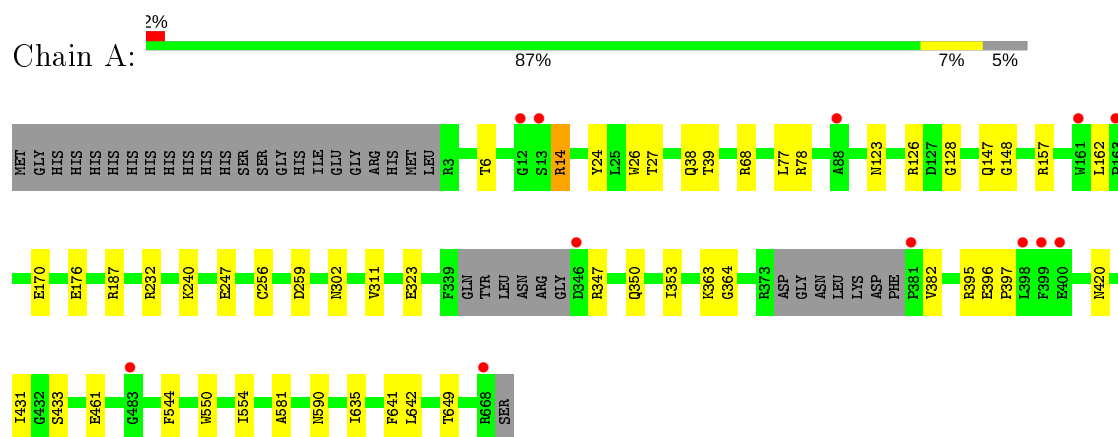 2%
Chain A:
87% 7% 5%
MET GLY HIS HIS HIS HIS HIS HIS HIS HIS HIS HIS SER SER GLY HIS ILE GLU GLY ARG HIS MET LEU R3 T6 G12 S13 R14 Y24 L25 W26 T27 Q38 T39 R68 L77 R78 A88 N123 R126 D127 G128 Q147 G148 R157 W161 L162
E170 E176 R187 R232 K240 E247 C256 D259 N302 V311 E323 F339 GLN TYR LEU ASN ARG GLY D346 R347 Q350 I353 K363 G364 R373 ASP GLY ASN LEU LYS ASP PHE P381 V382 R395 E396 P397 L398 F399 E400 N420
I431 G432 S433 E461 G483 F544 W550 I554 A581 N590 I635 F641 L642 T649 R668 SER